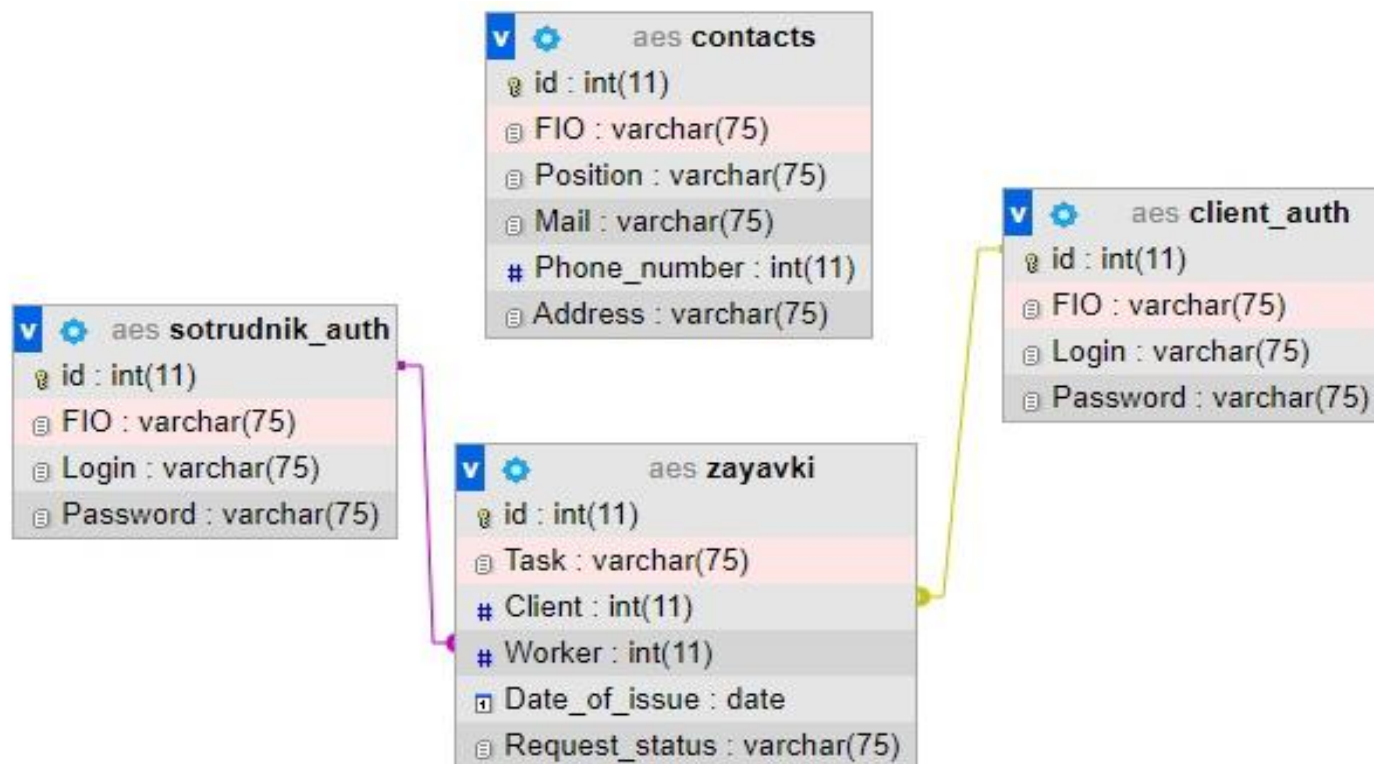 aes contacts
id : int(11)
FIO : varchar(75)
Position : varchar(75)
Mail : varchar(75)
Phone_number : int(11)
Address : varchar(75)
aes client_auth
id : int(11)
FIO : varchar(75)
Login : varchar(75)
Password : varchar(75)
aes sotrudnik_auth
id : int(11)
FIO : varchar(75)
Login : varchar(75)
Password : varchar(75)
aes zayavki
id : int(11)
Task : varchar(75)
Client : int(11)
Worker : int(11)
Date_of_issue : date
Request_status : varchar(75)